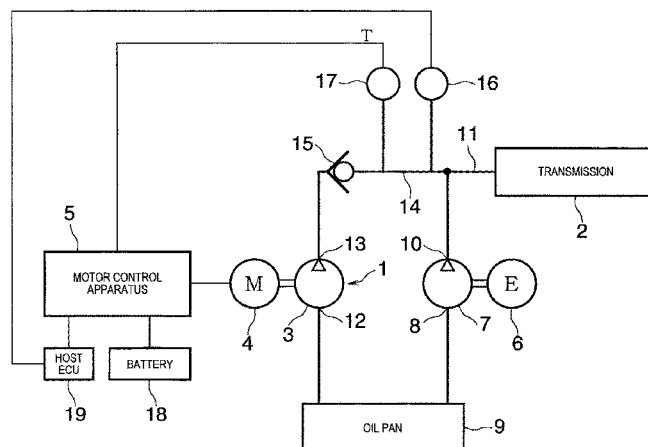 T
17
16
15
11
TRANSMISSION
14
2
5
13
10
MOTOR CONTROL
APPARATUS
M
1
E
4
3
12
8
7
6
HOST
ECU
BATTERY
19
18
OIL PAN
9